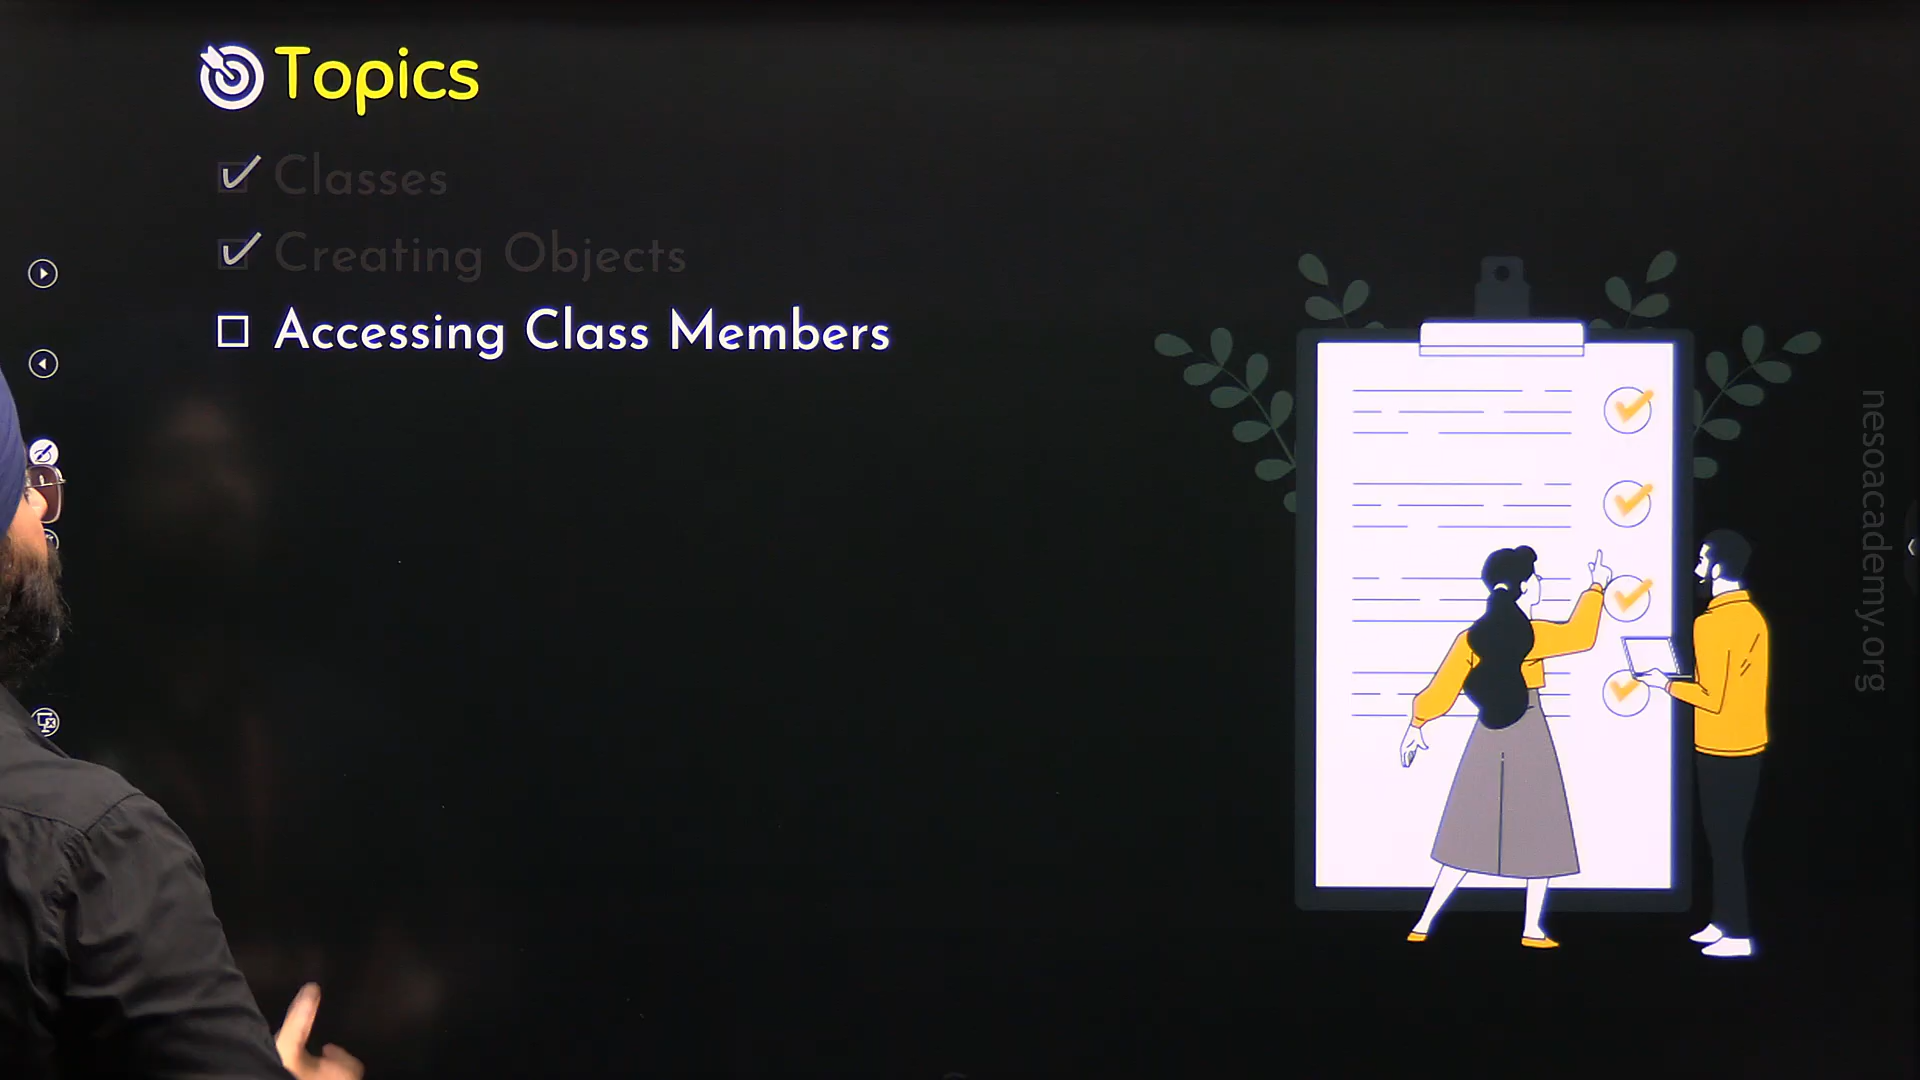 Topics
Classes
Creating Objects
Accessing Class Members
nesoacademy.org